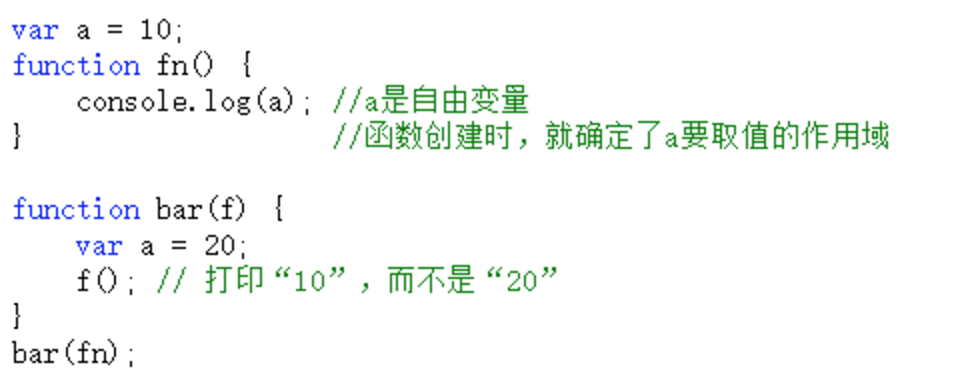 var a = 10;
function fn() {
    console.log(a); //a是自由变量
}                   //函数创建时，就确定了a要取值的作用域

function bar(f) {
    var a = 20;
    f(); // 打印“10”，而不是“20”
}
bar(fn);